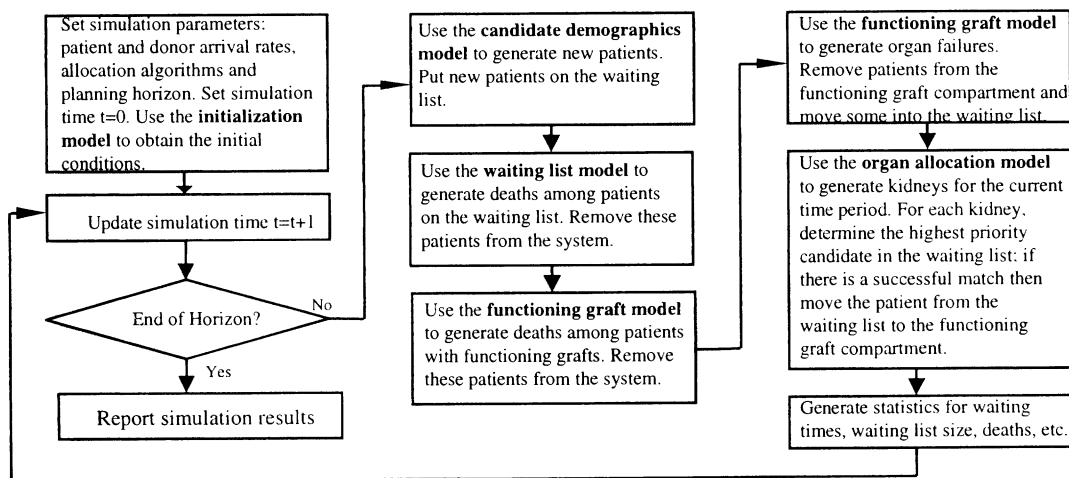 Set simulation parameters:
patient and donor arrival rates,
allocation algorithms and
planning horizon. Set simulation
time t=0. Use the initialization
model to obtain the initial
conditions.
Update simulation time t=t+1
End of Horizon?
No
Yes
Report simulation results
Use the candidate demographics
model to generate new patients.
Put new patients on the waiting
list.
Use the waiting list model to
generate deaths among patients
on the waiting list. Remove these
patients from the system.
Use the functioning graft model
to generate deaths among patients
with functioning grafts. Remove
these patients from the system.
Use the functioning graft model
to generate organ failures.
Remove patients from the
functioning graft compartment and
move some into the waiting list.
Use the organ allocation model
to generate kidneys for the current
time period. For each kidney,
determine the highest priority
candidate in the waiting list: if
there is a successful match then
move the patient from the
waiting list to the functioning
graft compartment.
Generate statistics for waiting
times, waiting list size, deaths, etc.